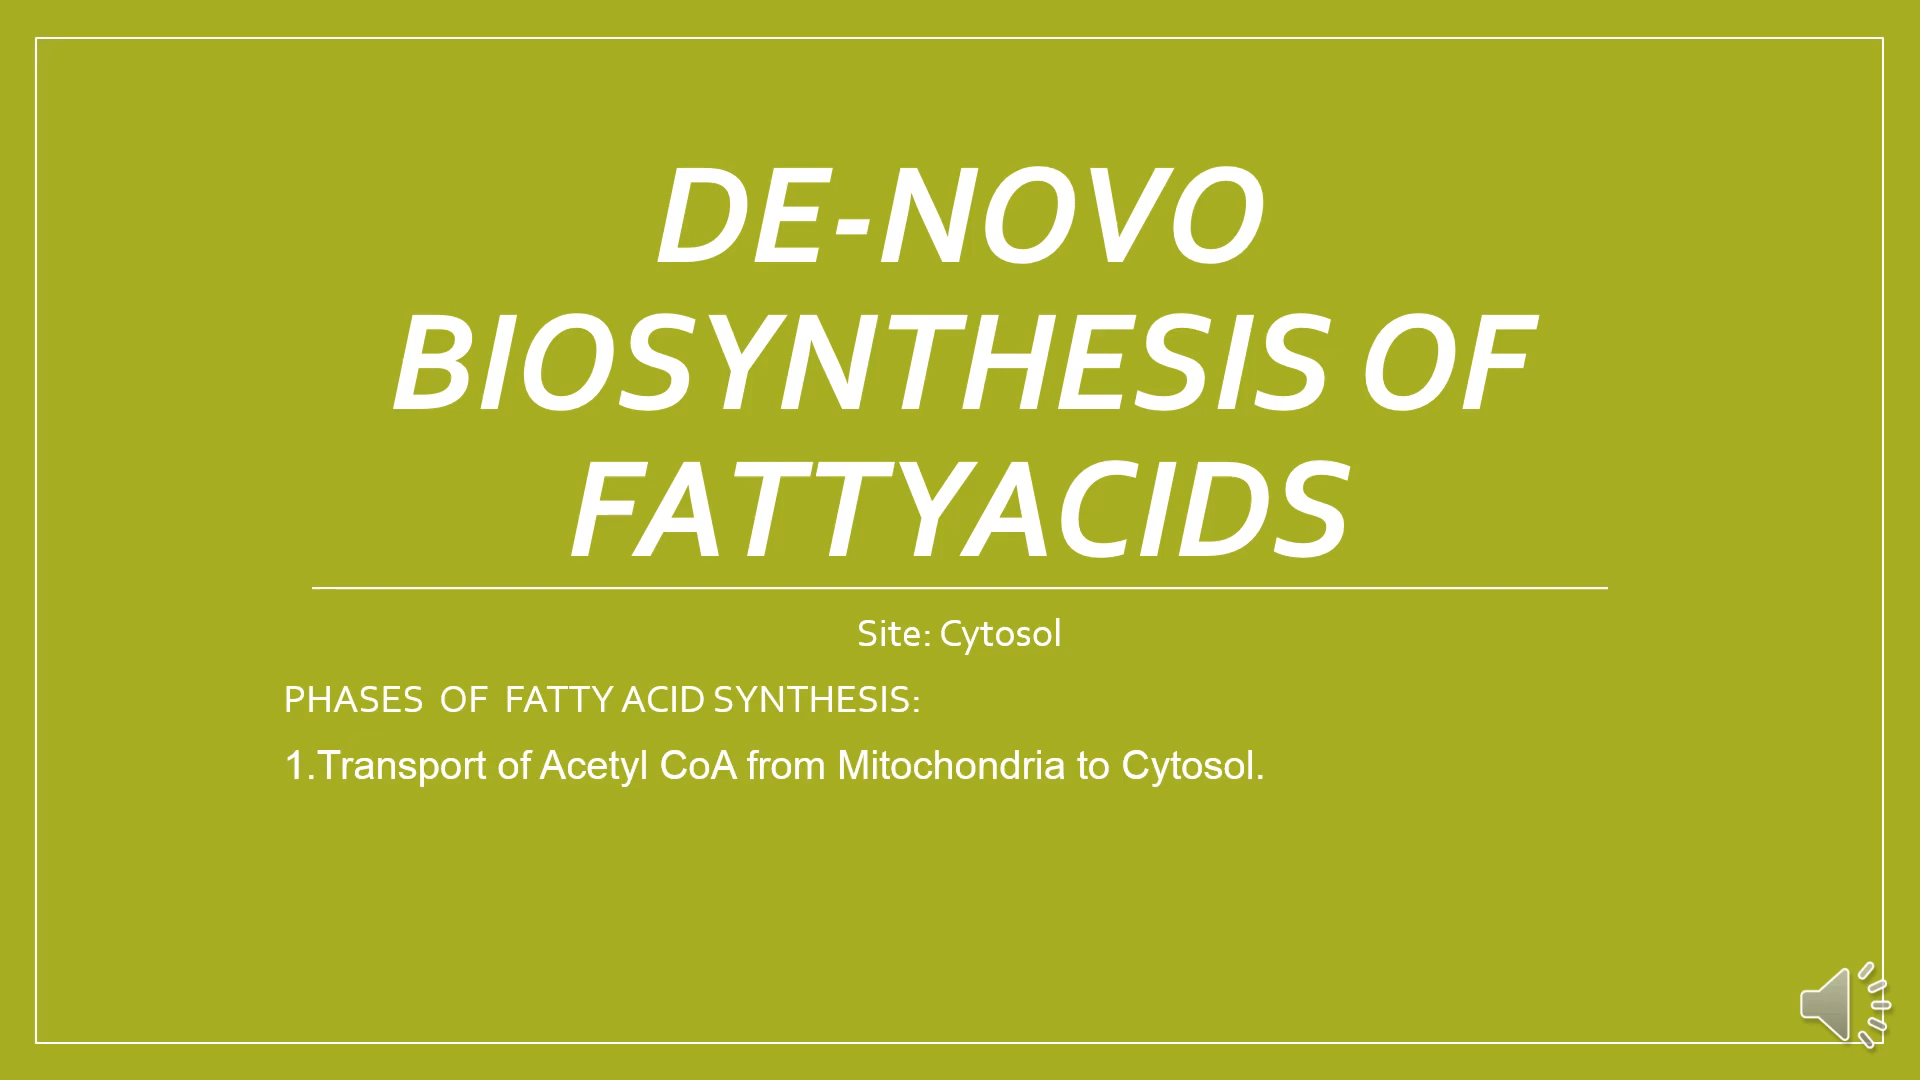 DE-NOVO
BIOSYNTHESIS OF
FATTYACIDS
Site: Cytosol
PHASES OF FATTY ACID SYNTHESIS:
1.Transport of Acetyl CoA from Mitochondria to Cytosol.